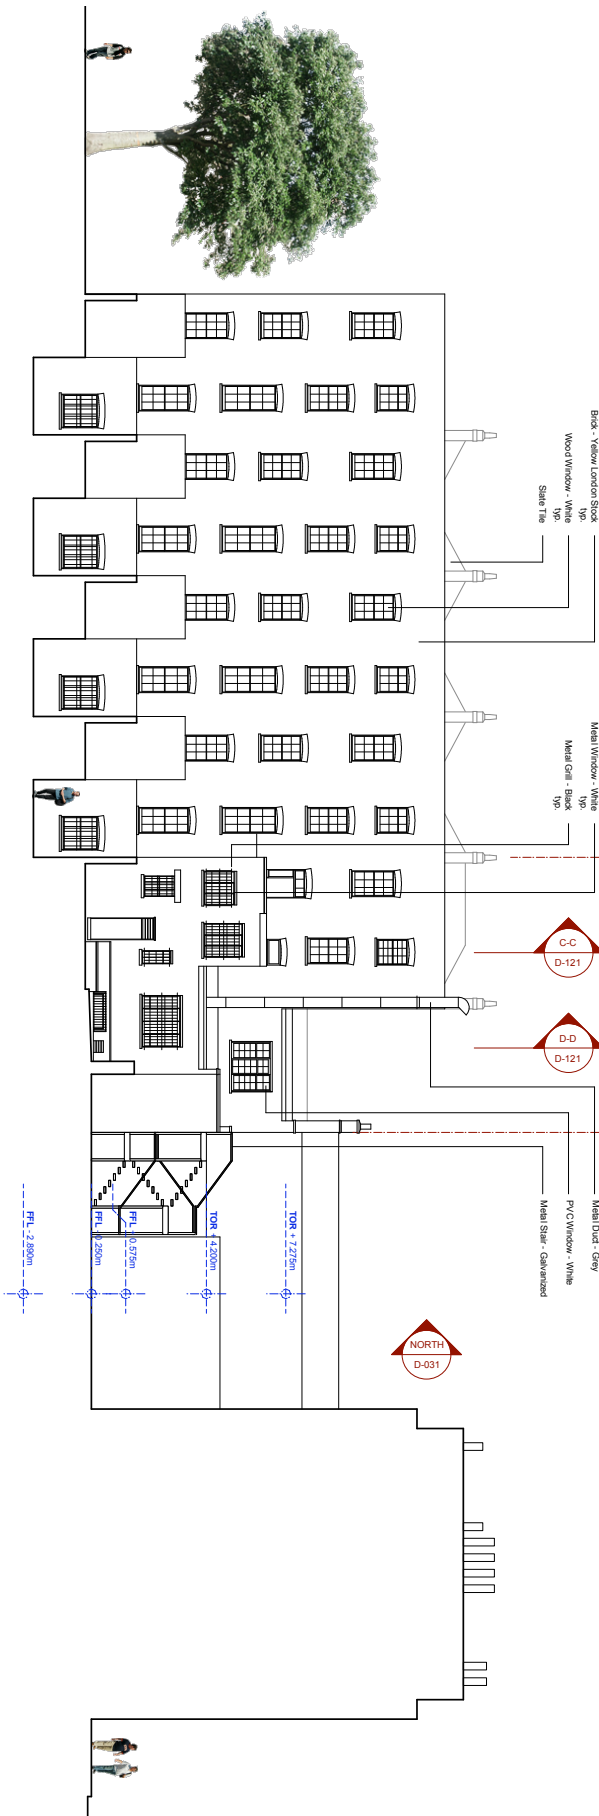 Brick - Yellow London Stock
typ.
Wood Window - White
typ.
Slate Tile
Metal Window - White
typ.
Metal Grill - Black
typ.
C-C
D-121
D-D
D-121
Metal Duct - Grey
PVC Window - White
Metal Stair - Galvanized
TOR + 7.275m
TOR + 4.200m
FFL 0.575m
FFL 0.250m
FFL - 2.890m
NORTH
D-031